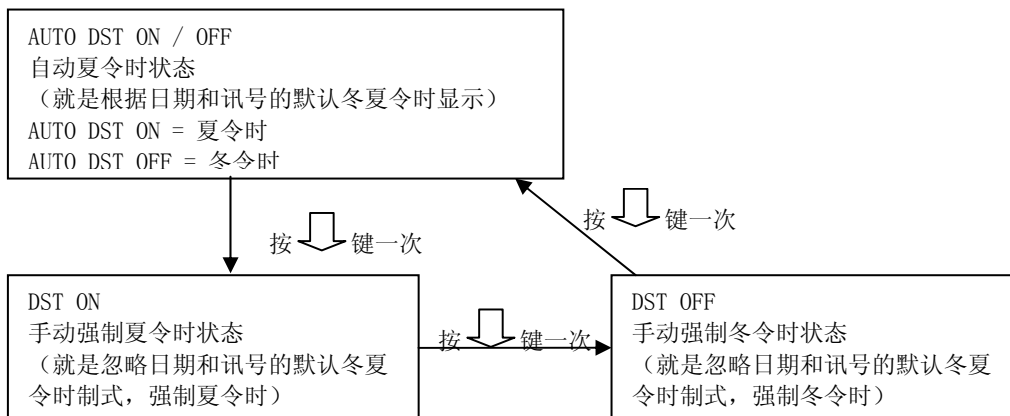 AUTO DST ON / OFF
自动夏令时状态
（就是根据日期和讯号的默认冬夏令时显示）
AUTO DST ON = 夏令时
AUTO DST OFF = 冬令时
按 键一次
按 键一次
DST ON
手动强制夏令时状态
（就是忽略日期和讯号的默认冬夏
令时制式，强制夏令时）
按 键一次
DST OFF
手动强制冬令时状态
（就是忽略日期和讯号的默认冬夏
令时制式，强制冬令时）